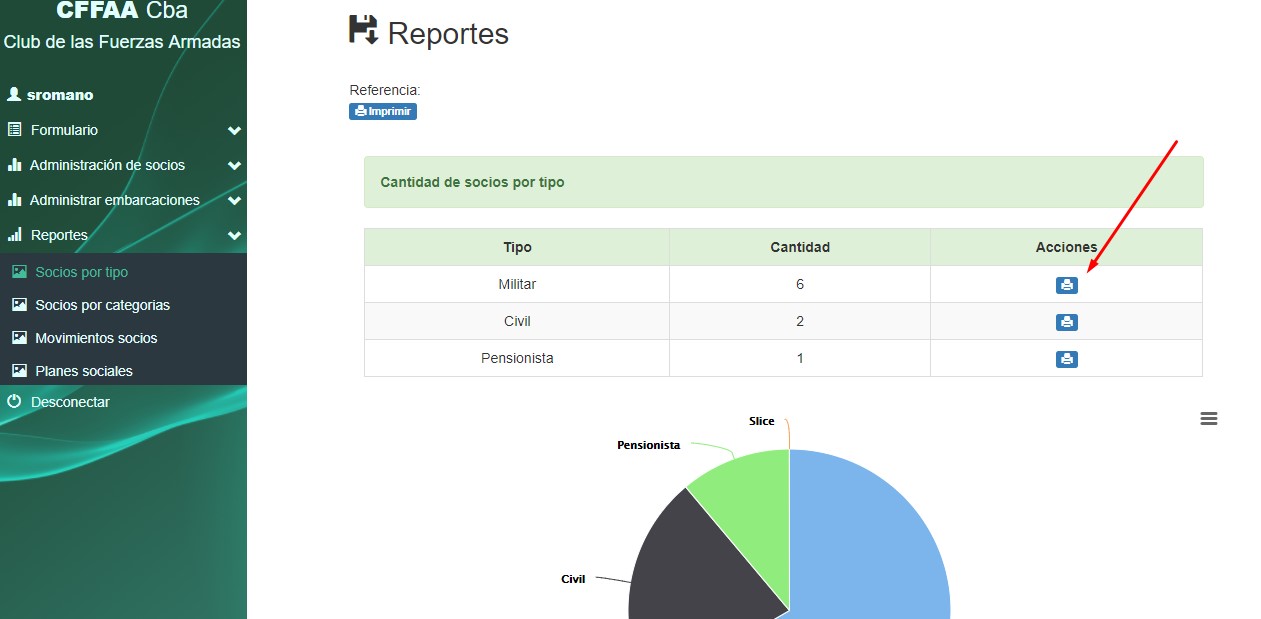 CFFAA Cba
Club de las Fuerzas Armadas
sromano
Formulario
Administración de socios
Administrar embarcaciones
Reportes
Socios por tipo
Socios por categorias
Movimientos socios
Planes sociales
Desconectar
Reportes
Referencia:
Imprimir
Cantidad de socios por tipo
Tipo Cantidad Acciones
Militar 6
Civil 2
Pensionista 1
Slice
Pensionista
Civil